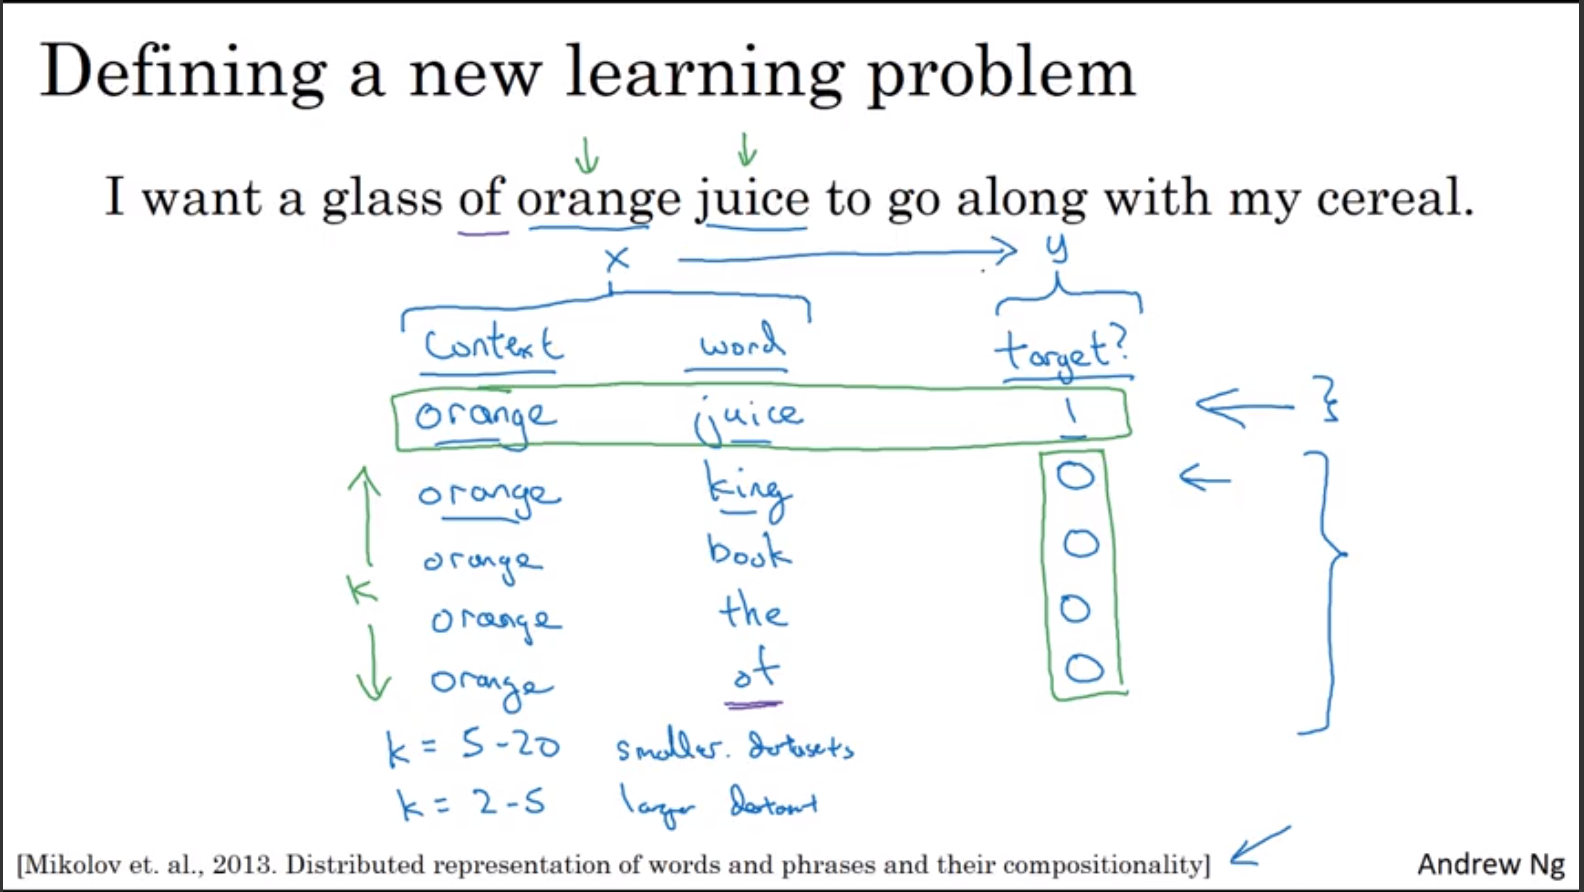 Defining a new learning problem
I want a glass of orange juice to go along with my cereal.
x y
Context word target?
orange juice 1
orange king 0
orange book 0
orange the 0
orange of 0
k
k = 5-20 smaller datasets
k = 2-5 larger dataset
[Mikolov et. al., 2013. Distributed representation of words and phrases and their compositionality]
Andrew Ng